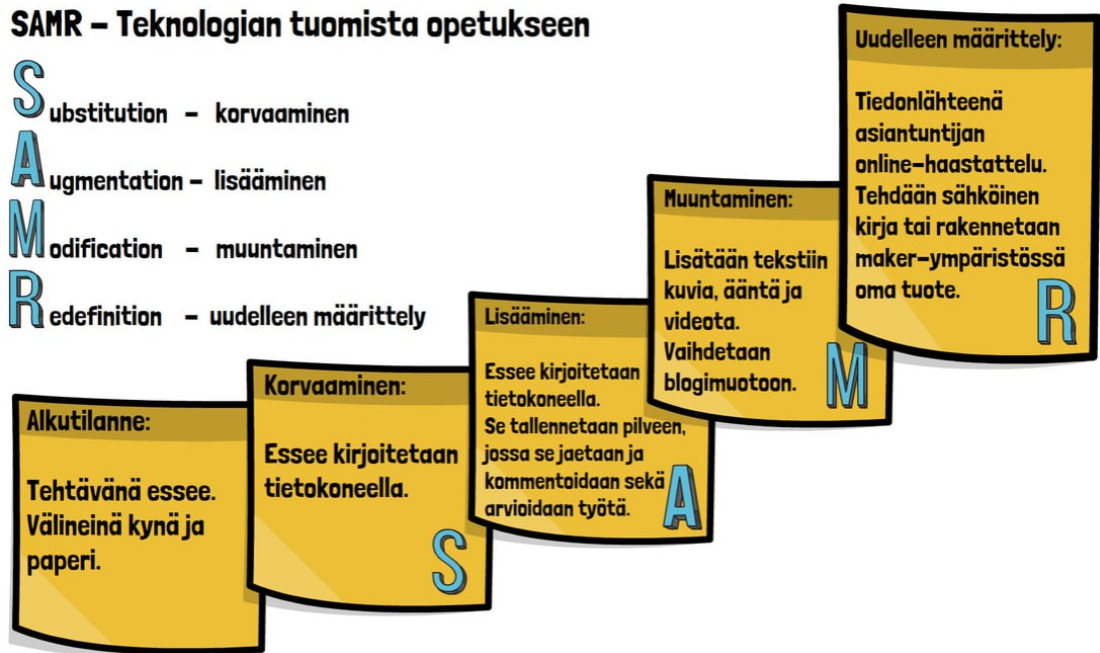 SAMR – Teknologian tuomista opetukseen
Substitution – korvaaminen
Augmentation – lisääminen
Modification – muuntaminen
Redefinition – uudelleen määrittely
Alkutilanne:
Tehtävänä essee.
Välineinä kynä ja
paperi.
Korvaaminen:
Essee kirjoitetaan
tietokoneella.
S
Lisääminen:
Essee kirjoitetaan
tietokoneella.
Se tallennetaan pilveen,
jossa se jaetaan ja
kommentoidaan sekä
arvioidaan työtä.
A
Muuntaminen:
Lisätään tekstiin
kuvia, ääntä ja
videota.
Vaihdetaan
blogimuotoon.
M
Uudelleen määrittely:
Tiedonlähteenä
asiantuntijan
online-haastattelu.
Tehdään sähköinen
kirja tai rakennetaan
maker-ympäristössä
oma tuote.
R